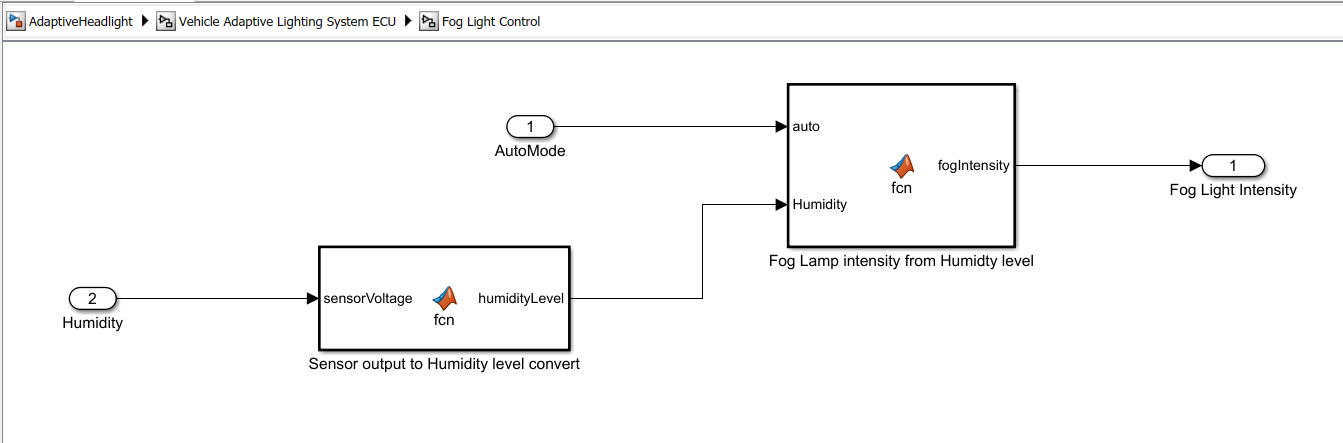 AdaptiveHeadlight Vehicle Adaptive Lighting System ECU Fog Light Control
1
AutoMode
auto
Humidity
fcn
fogIntensity
Fog Lamp intensity from Humidty level
1
Fog Light Intensity
2
Humidity
sensorVoltage
fcn
humidityLevel
Sensor output to Humidity level convert